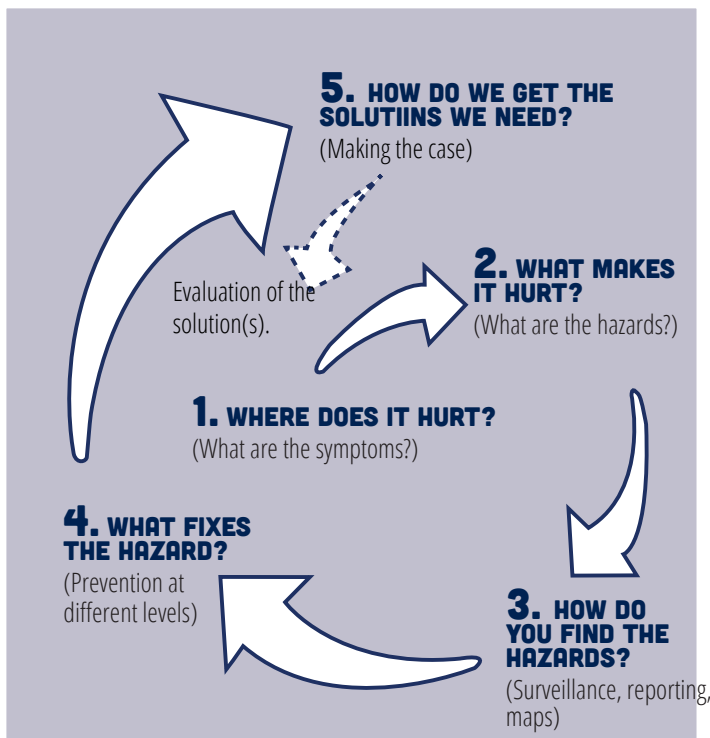 5. HOW DO WE GET THE
SOLUTIINS WE NEED?
(Making the case)
Evaluation of the
solution(s).
2. WHAT MAKES
IT HURT?
(What are the hazards?)
1. WHERE DOES IT HURT?
(What are the symptoms?)
4. WHAT FIXES
THE HAZARD?
(Prevention at
different levels)
3. HOW DO
YOU FIND THE
HAZARDS?
(Surveillance, reporting,
maps)